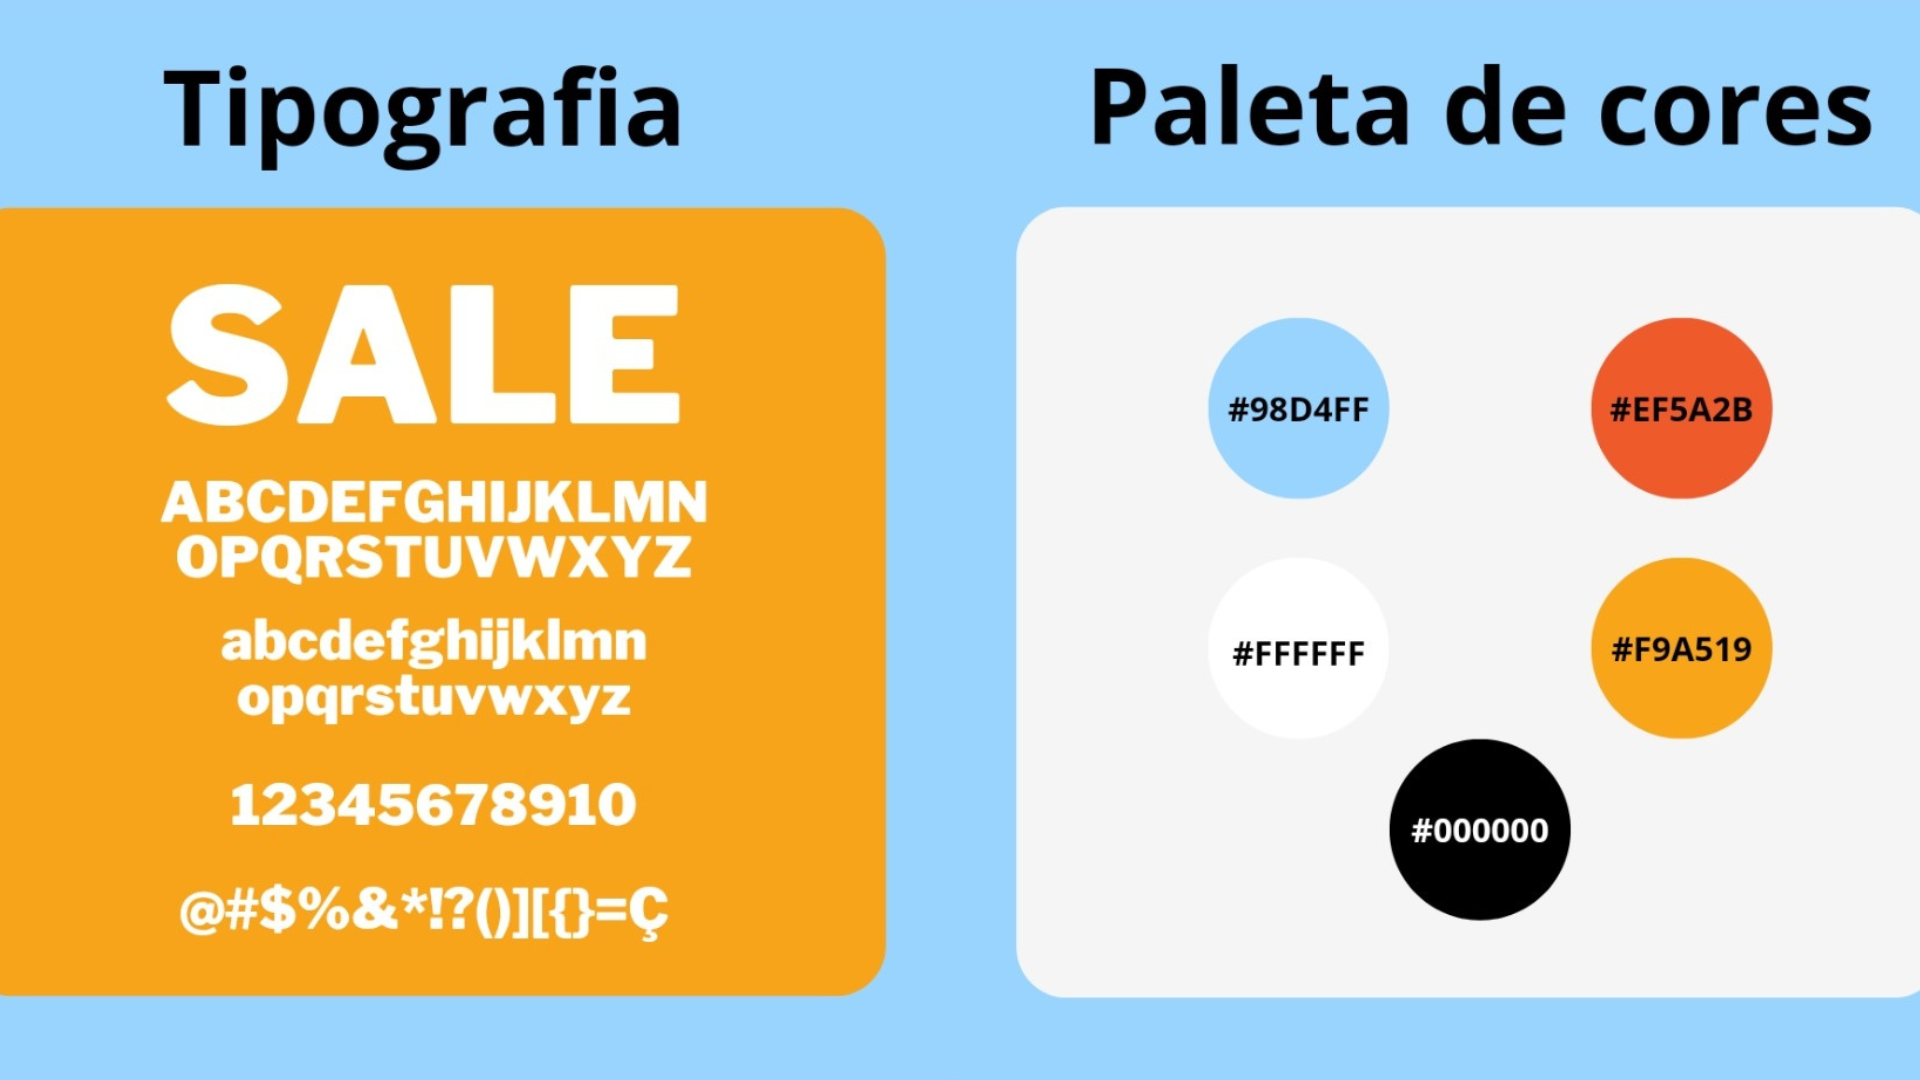 Tipografia
SALE
ABCDEFGHIJKLMN
OPQRSTUVWXYZ
abcdefghijklmn
opqrstuvwxyz
12345678910
@#$%&*!?()][{}=Ç
Paleta de cores
#98D4FF
#EF5A2B
#FFFFFF
#F9A519
#000000